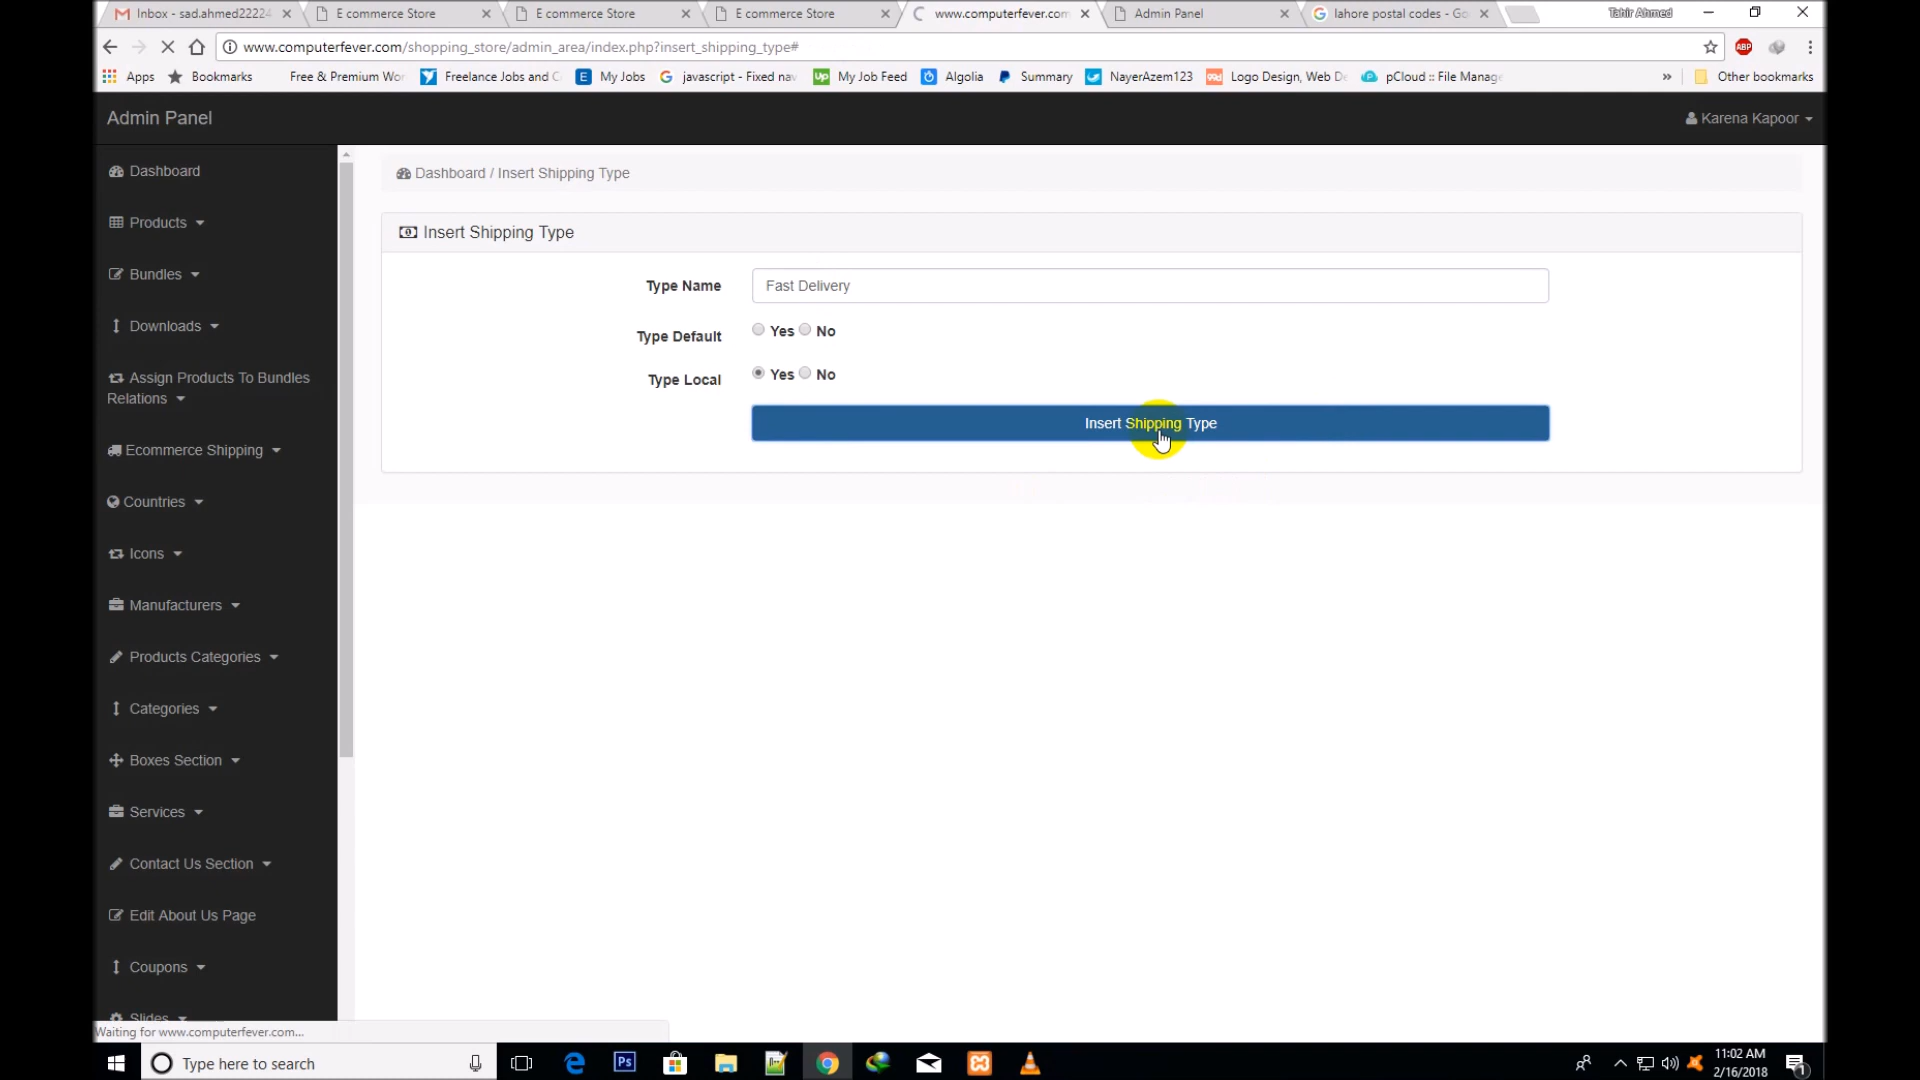 Inbox - sad.ahmed22224
E commerce Store
E commerce Store
E commerce Store
www.computerfever.com
Admin Panel
lahore postal codes - Go
Tahir Ahmed
www.computerfever.com/shopping_store/admin_area/index.php?insert_shipping_type#
ABP
Apps
Bookmarks
Free & Premium Wor
Freelance Jobs and C
My Jobs
javascript - Fixed nav
My Job Feed
Algolia
Summary
NayerAzem123
Logo Design, Web De
pCloud :: File Manage
»
Other bookmarks
Admin Panel
Karena Kapoor
Dashboard
Products
Bundles
Downloads
Assign Products To Bundles
Relations
Ecommerce Shipping
Countries
Icons
Manufacturers
Products Categories
Categories
Boxes Section
Services
Contact Us Section
Edit About Us Page
Coupons
Slides
Dashboard / Insert Shipping Type
Insert Shipping Type
Type Name
Fast Delivery
Type Default
Yes No
Type Local
Yes No
Insert Shipping Type
Waiting for www.computerfever.com...
Type here to search
11:02 AM
2/16/2018